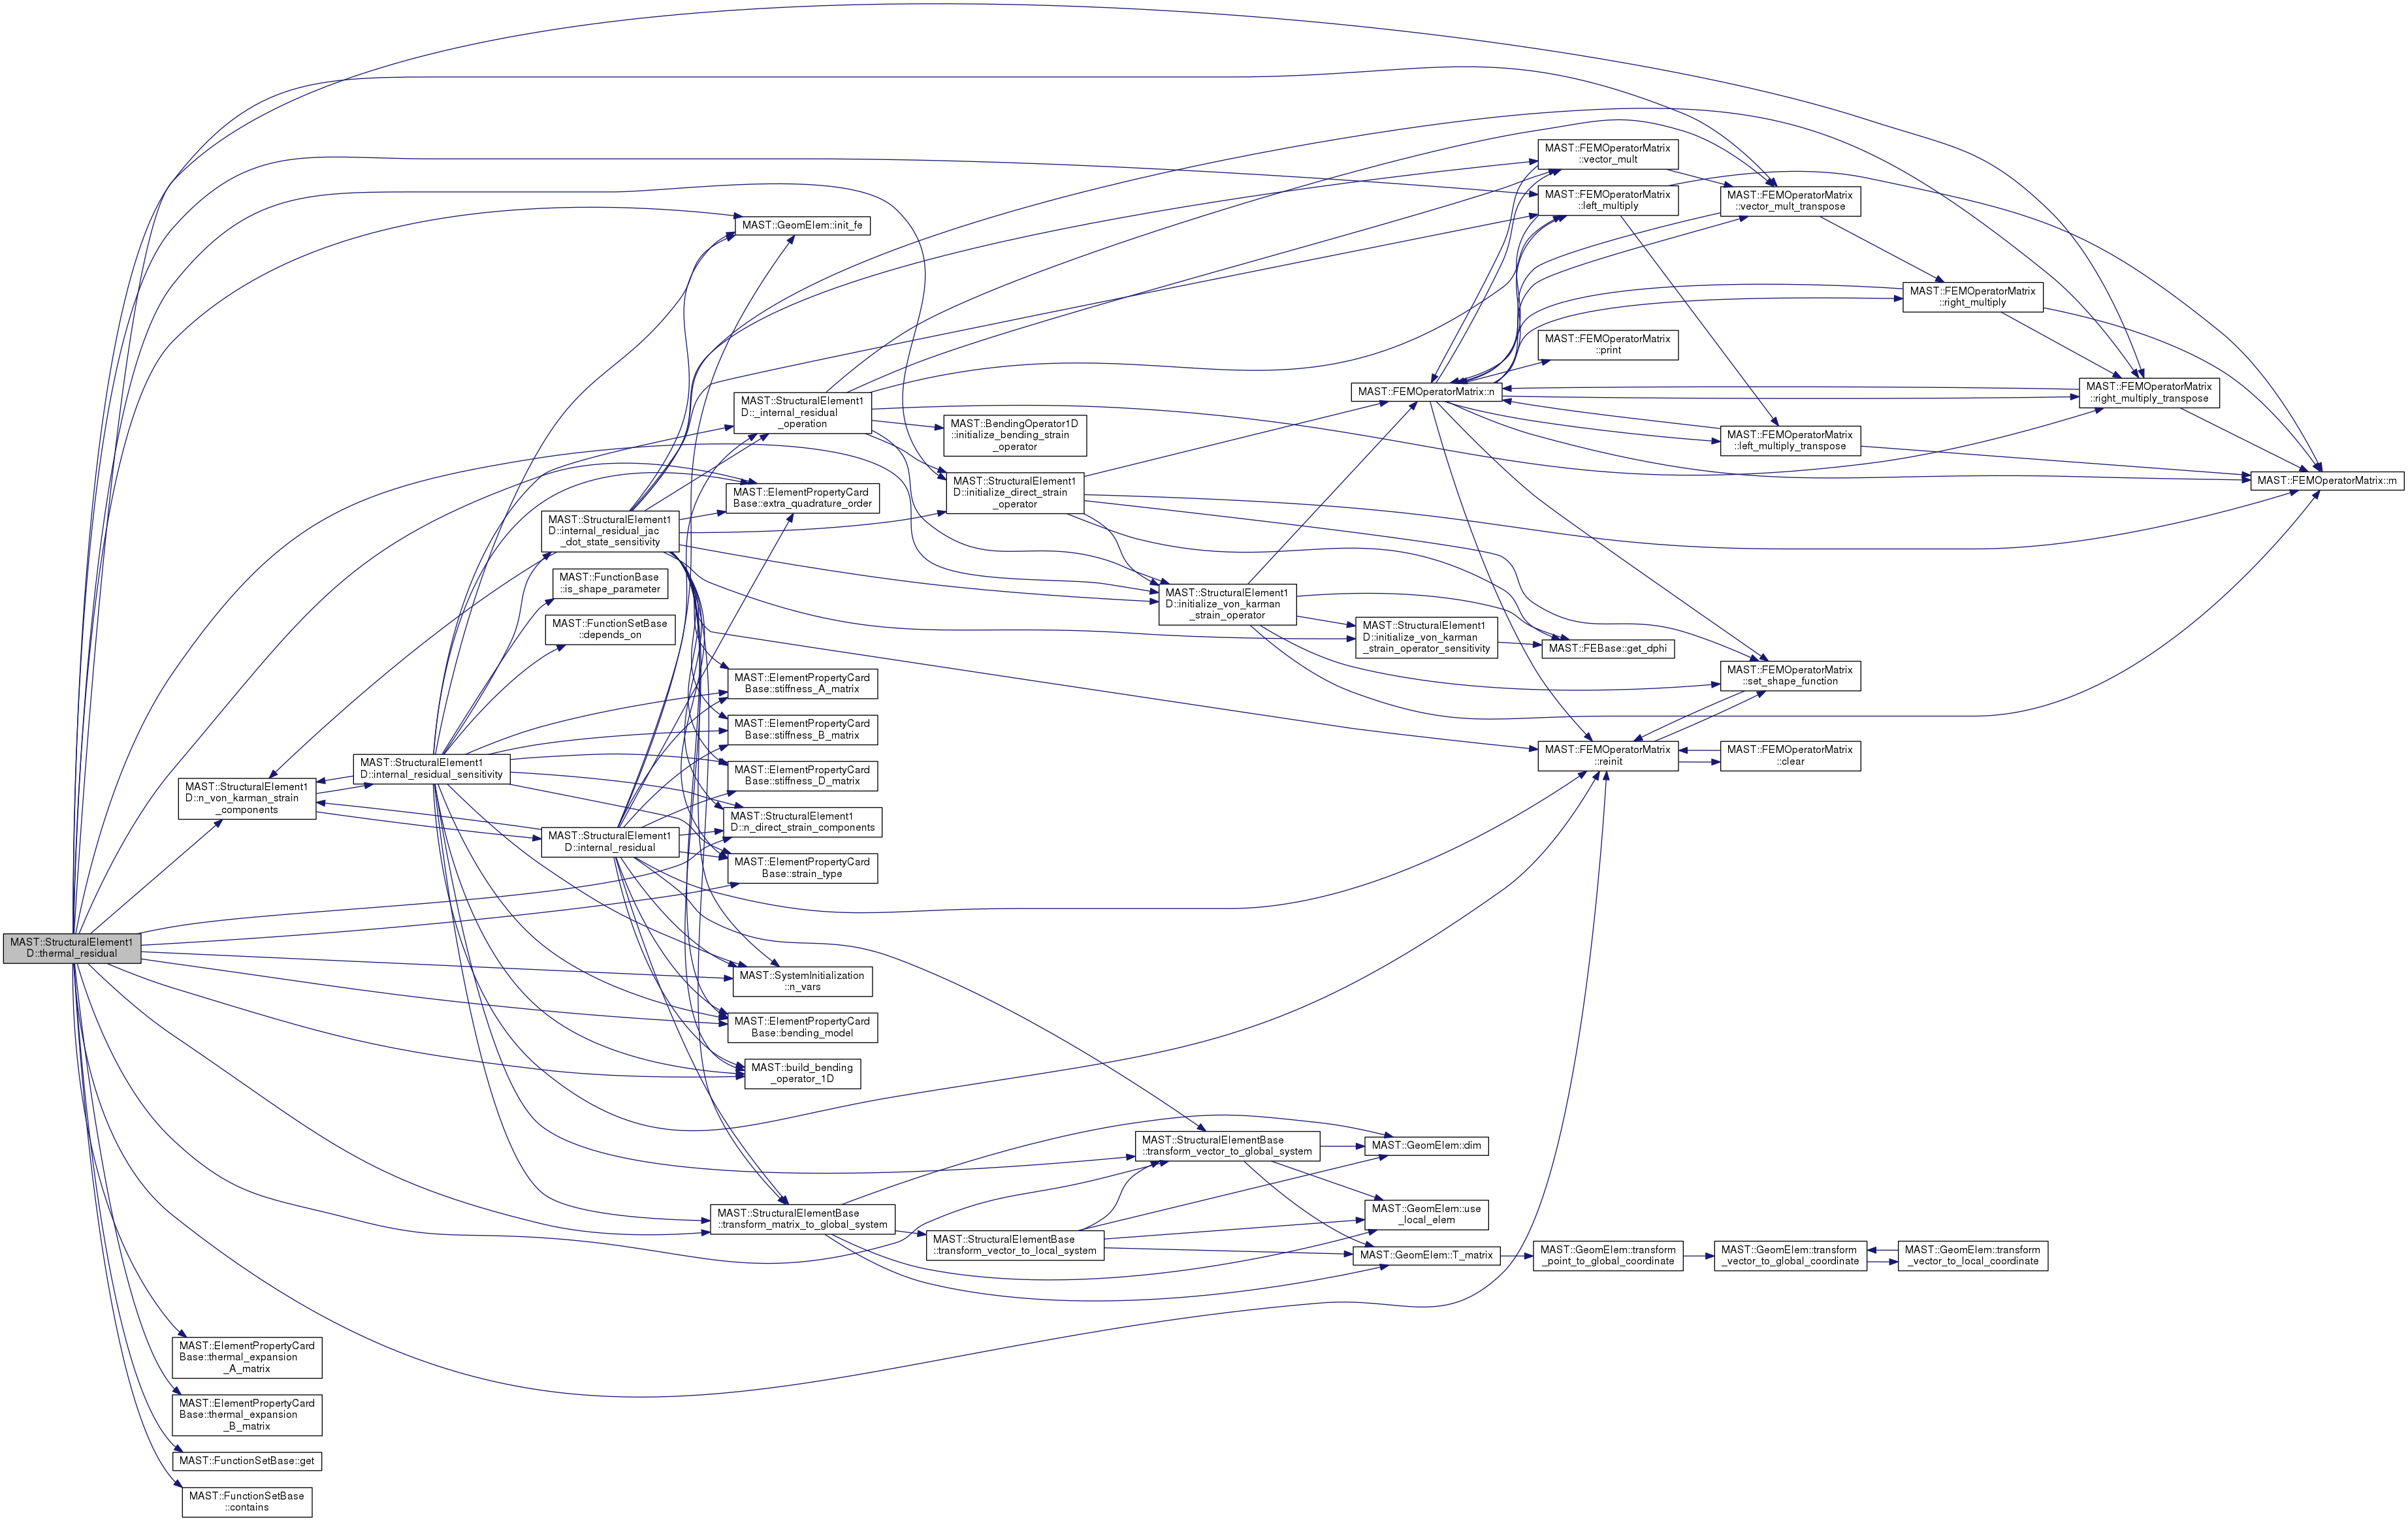 MAST::StructuralElement1
D::thermal_residual
MAST::StructuralElement1
D::n_von_karman_strain
_components
MAST::ElementPropertyCard
Base::thermal_expansion
_A_matrix
MAST::ElementPropertyCard
Base::thermal_expansion
_B_matrix
MAST::FunctionSetBase::get
MAST::FunctionSetBase
::contains
MAST::StructuralElement1
D::internal_residual_sensitivity
MAST::StructuralElement1
D::internal_residual_jac
_dot_state_sensitivity
MAST::FunctionBase
::is_shape_parameter
MAST::FunctionSetBase
::depends_on
MAST::StructuralElement1
D::internal_residual
MAST::GeomElem::init_fe
MAST::StructuralElement1
D::_internal_residual
_operation
MAST::ElementPropertyCard
Base::extra_quadrature_order
MAST::ElementPropertyCard
Base::stiffness_A_matrix
MAST::ElementPropertyCard
Base::stiffness_B_matrix
MAST::ElementPropertyCard
Base::stiffness_D_matrix
MAST::StructuralElement1
D::n_direct_strain_components
MAST::ElementPropertyCard
Base::strain_type
MAST::SystemInitialization
::n_vars
MAST::ElementPropertyCard
Base::bending_model
MAST::build_bending
_operator_1D
MAST::StructuralElementBase
::transform_matrix_to_global_system
MAST::BendingOperator1D
::initialize_bending_strain
_operator
MAST::StructuralElement1
D::initialize_direct_strain
_operator
MAST::StructuralElementBase
::transform_vector_to_local_system
MAST::StructuralElement1
D::initialize_von_karman
_strain_operator
MAST::StructuralElementBase
::transform_vector_to_global_system
MAST::FEMOperatorMatrix::n
MAST::StructuralElement1
D::initialize_von_karman
_strain_operator_sensitivity
MAST::GeomElem::dim
MAST::GeomElem::use
_local_elem
MAST::GeomElem::T_matrix
MAST::FEMOperatorMatrix
::vector_mult
MAST::FEMOperatorMatrix
::left_multiply
MAST::FEMOperatorMatrix
::print
MAST::FEBase::get_dphi
MAST::FEMOperatorMatrix
::reinit
MAST::GeomElem::transform
_point_to_global_coordinate
MAST::FEMOperatorMatrix
::vector_mult_transpose
MAST::FEMOperatorMatrix
::left_multiply_transpose
MAST::FEMOperatorMatrix
::set_shape_function
MAST::FEMOperatorMatrix
::clear
MAST::GeomElem::transform
_vector_to_global_coordinate
MAST::FEMOperatorMatrix
::right_multiply
MAST::GeomElem::transform
_vector_to_local_coordinate
MAST::FEMOperatorMatrix
::right_multiply_transpose
MAST::FEMOperatorMatrix::m